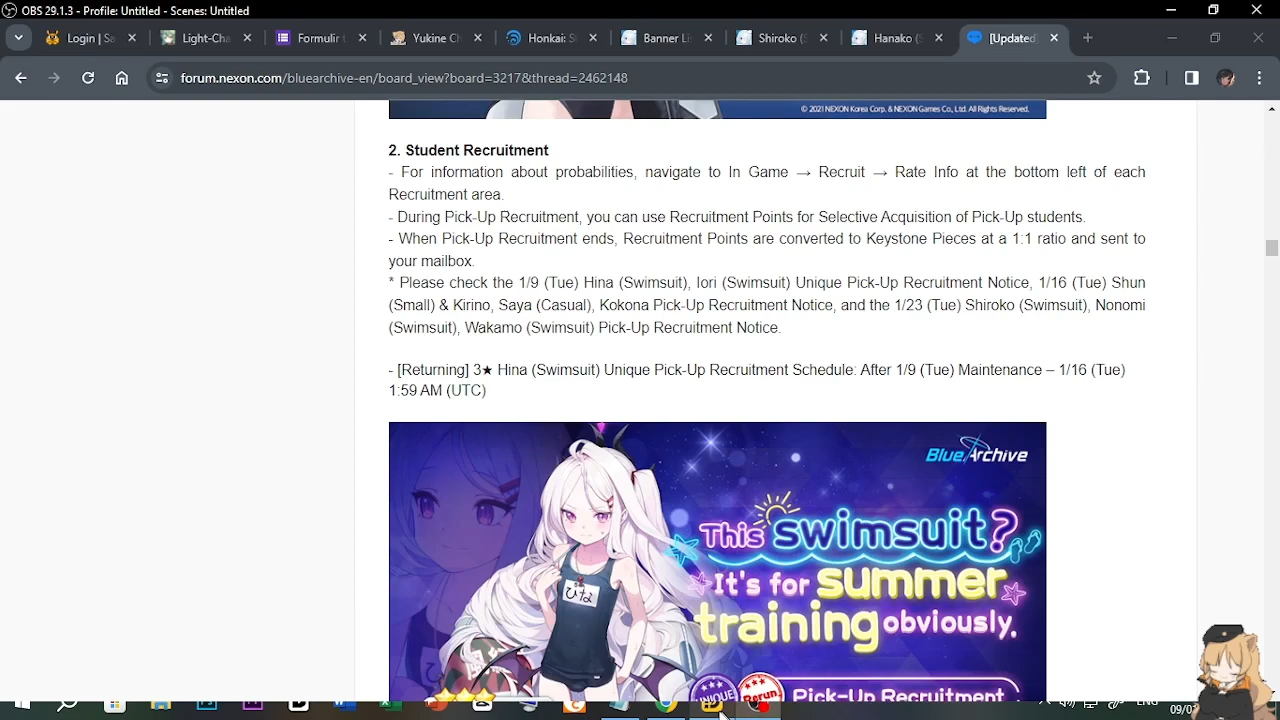 OBS 29.1.3 - Profile: Untitled - Scenes: Untitled
Login | Sa
Light-Cha
Formulir t
Yukine Ch
Honkai: S
Banner Li
Shiroko (S
Hanako (S
[Updated
forum.nexon.com/bluearchive-en/board_view?board=3217&thread=2462148
© 2021 NEXON Korea Corp. & NEXON Games Co., Ltd. All Rights Reserved.
2. Student Recruitment
- For information about probabilities, navigate to In Game → Recruit → Rate Info at the bottom left of each
Recruitment area.
- During Pick-Up Recruitment, you can use Recruitment Points for Selective Acquisition of Pick-Up students.
- When Pick-Up Recruitment ends, Recruitment Points are converted to Keystone Pieces at a 1:1 ratio and sent to
your mailbox.
* Please check the 1/9 (Tue) Hina (Swimsuit), Iori (Swimsuit) Unique Pick-Up Recruitment Notice, 1/16 (Tue) Shun
(Small) & Kirino, Saya (Casual), Kokona Pick-Up Recruitment Notice, and the 1/23 (Tue) Shiroko (Swimsuit), Nonomi
(Swimsuit), Wakamo (Swimsuit) Pick-Up Recruitment Notice.
- [Returning] 3★ Hina (Swimsuit) Unique Pick-Up Recruitment Schedule: After 1/9 (Tue) Maintenance – 1/16 (Tue)
1:59 AM (UTC)
Blue Archive
This swimsuit?
It's for summer
training obviously.
ひな
UNIQUE
Rerun
Pick-Up Recruitment